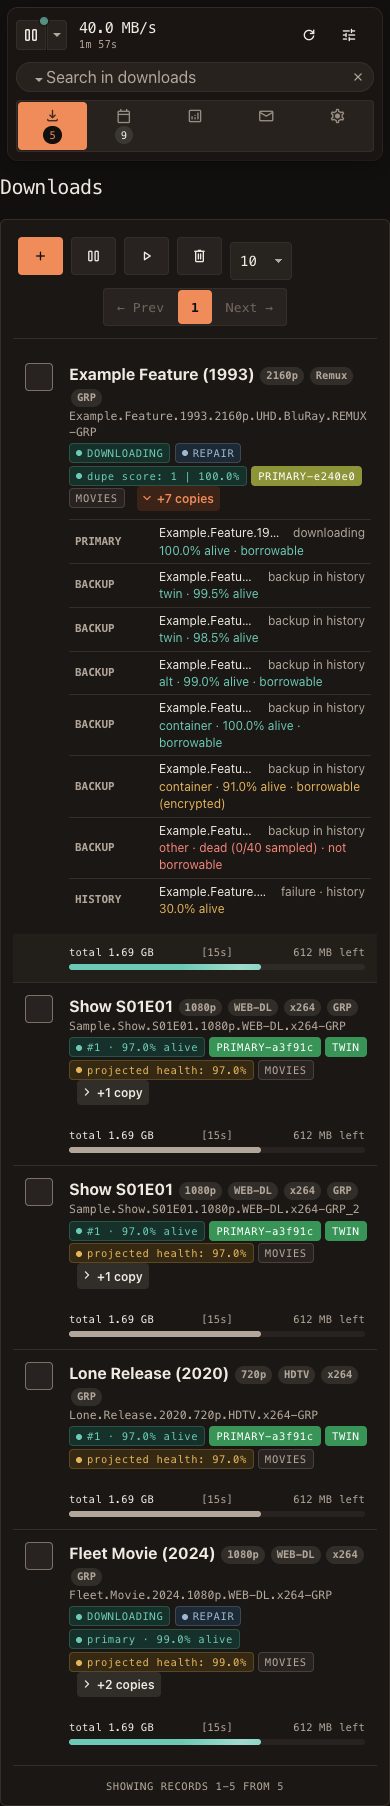 40.0 MB/s
1m 57s
Search in downloads
5
9
Downloads
10
← Prev 1 Next →
Example Feature (1993) 2160p Remux
GRP
Example.Feature.1993.2160p.UHD.BluRay.REMUX
-GRP
DOWNLOADING REPAIR
dupe score: 1 | 100.0% PRIMARY-e240e0
MOVIES +7 copies
PRIMARY Example.Feature.19... downloading
100.0% alive · borrowable
BACKUP Example.Featu... backup in history
twin · 99.5% alive
BACKUP Example.Featu... backup in history
twin · 98.5% alive
BACKUP Example.Featu... backup in history
alt · 99.0% alive · borrowable
BACKUP Example.Featu... backup in history
container · 100.0% alive ·
borrowable
BACKUP Example.Featu... backup in history
container · 91.0% alive · borrowable
(encrypted)
BACKUP Example.Featu... backup in history
other · dead (0/40 sampled) · not
borrowable
HISTORY Example.Feature.... failure · history
30.0% alive
total 1.69 GB [15s] 612 MB left
Show S01E01 1080p WEB-DL x264 GRP
Sample.Show.S01E01.1080p.WEB-DL.x264-GRP
#1 · 97.0% alive PRIMARY-a3f91c TWIN
projected health: 97.0% MOVIES
+1 copy
total 1.69 GB [15s] 612 MB left
Show S01E01 1080p WEB-DL x264 GRP
Sample.Show.S01E01.1080p.WEB-DL.x264-GRP_2
#1 · 97.0% alive PRIMARY-a3f91c TWIN
projected health: 97.0% MOVIES
+1 copy
total 1.69 GB [15s] 612 MB left
Lone Release (2020) 720p HDTV x264
GRP
Lone.Release.2020.720p.HDTV.x264-GRP
#1 · 97.0% alive PRIMARY-a3f91c TWIN
projected health: 97.0% MOVIES
total 1.69 GB [15s] 612 MB left
Fleet Movie (2024) 1080p WEB-DL x264
GRP
Fleet.Movie.2024.1080p.WEB-DL.x264-GRP
DOWNLOADING REPAIR
primary · 99.0% alive
projected health: 99.0% MOVIES
+2 copies
total 1.69 GB [15s] 612 MB left
SHOWING RECORDS 1-5 FROM 5